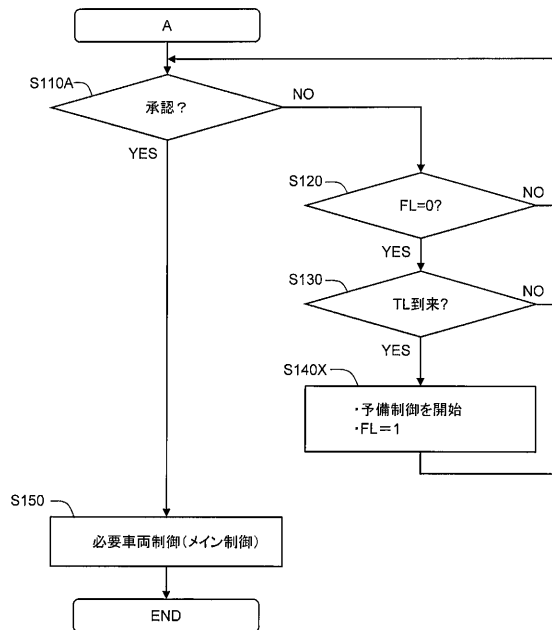 A
S110A
承認？
NO
YES
S120
FL=0?
NO
YES
S130
TL到来?
NO
YES
S140X
・予備制御を開始
・FL＝1
S150
必要車両制御(メイン制御)
END